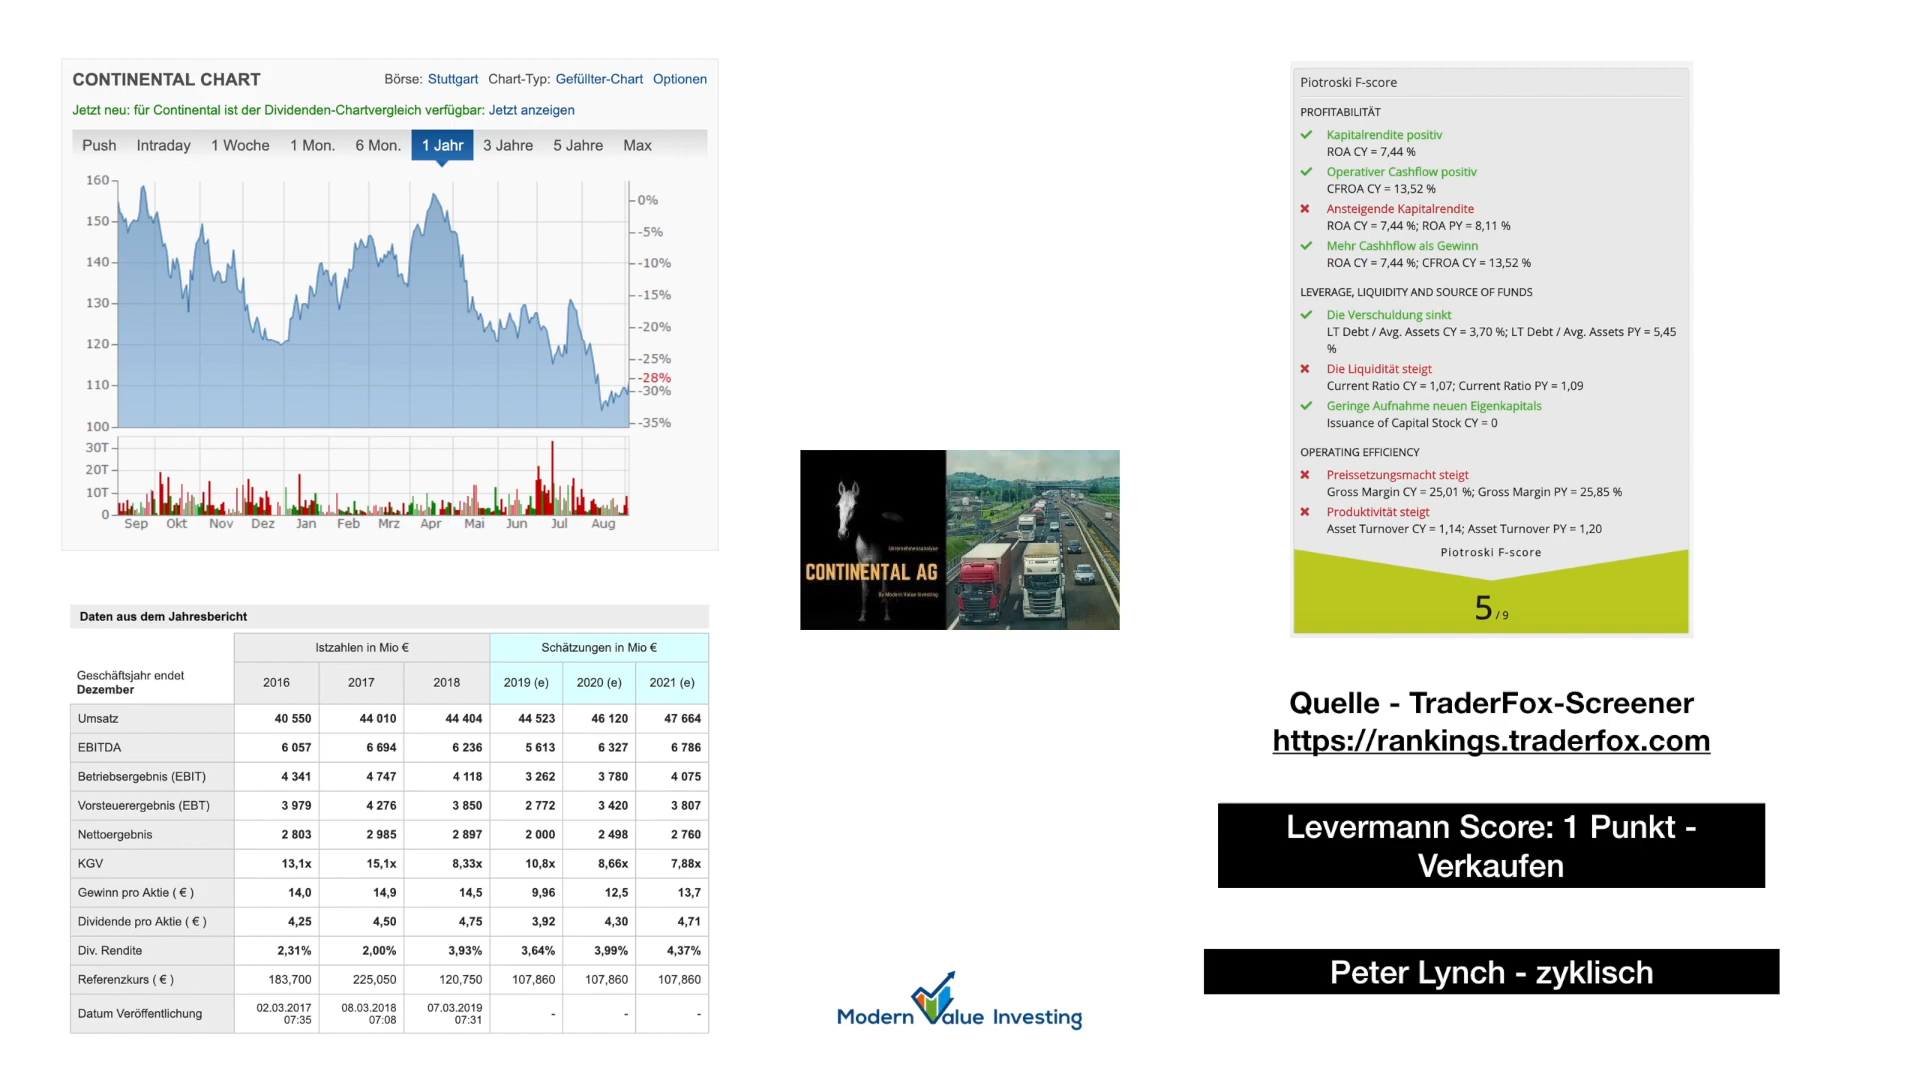 CONTINENTAL CHART
Börse: Stuttgart Chart-Typ: Gefüllter-Chart Optionen
Jetzt neu: für Continental ist der Dividenden-Chartvergleich verfügbar: Jetzt anzeigen
Push Intraday 1 Woche 1 Mon. 6 Mon. 1 Jahr 3 Jahre 5 Jahre Max
160
150
140
130
120
110
100
0%
-5%
-10%
-15%
-20%
-25%
-28%
-30%
-35%
30T
20T
10T
0
Sep Okt Nov Dez Jan Feb Mrz Apr Mai Jun Jul Aug
Daten aus dem Jahresbericht
Istzahlen in Mio € Schätzungen in Mio €
Geschäftsjahr endet
Dezember
2016 2017 2018 2019 (e) 2020 (e) 2021 (e)
Umsatz 40 550 44 010 44 404 44 523 46 120 47 664
EBITDA 6 057 6 694 6 236 5 613 6 327 6 786
Betriebsergebnis (EBIT) 4 341 4 747 4 118 3 262 3 780 4 075
Vorsteuerergebnis (EBT) 3 979 4 276 3 850 2 772 3 420 3 807
Nettoergebnis 2 803 2 985 2 897 2 000 2 498 2 760
KGV 13,1x 15,1x 8,33x 10,8x 8,66x 7,88x
Gewinn pro Aktie ( € ) 14,0 14,9 14,5 9,96 12,5 13,7
Dividende pro Aktie ( € ) 4,25 4,50 4,75 3,92 4,30 4,71
Div. Rendite 2,31% 2,00% 3,93% 3,64% 3,99% 4,37%
Referenzkurs ( € ) 183,700 225,050 120,750 107,860 107,860 107,860
Datum Veröffentlichung 02.03.2017 08.03.2018 07.03.2019 - - -
07:35 07:08 07:31
Unternehmensanalyse
CONTINENTAL AG
By Modern Value Investing
Modern Value Investing
Piotroski F-score
PROFITABILITÄT
Kapitalrendite positiv
ROA CY = 7,44 %
Operativer Cashflow positiv
CFROA CY = 13,52 %
Ansteigende Kapitalrendite
ROA CY = 7,44 %; ROA PY = 8,11 %
Mehr Cashhflow als Gewinn
ROA CY = 7,44 %; CFROA CY = 13,52 %
LEVERAGE, LIQUIDITY AND SOURCE OF FUNDS
Die Verschuldung sinkt
LT Debt / Avg. Assets CY = 3,70 %; LT Debt / Avg. Assets PY = 5,45
%
Die Liquidität steigt
Current Ratio CY = 1,07; Current Ratio PY = 1,09
Geringe Aufnahme neuen Eigenkapitals
Issuance of Capital Stock CY = 0
OPERATING EFFICIENCY
Preissetzungsmacht steigt
Gross Margin CY = 25,01 %; Gross Margin PY = 25,85 %
Produktivität steigt
Asset Turnover CY = 1,14; Asset Turnover PY = 1,20
Piotroski F-score
5 / 9
Quelle - TraderFox-Screener
https://rankings.traderfox.com
Levermann Score: 1 Punkt -
Verkaufen
Peter Lynch - zyklisch